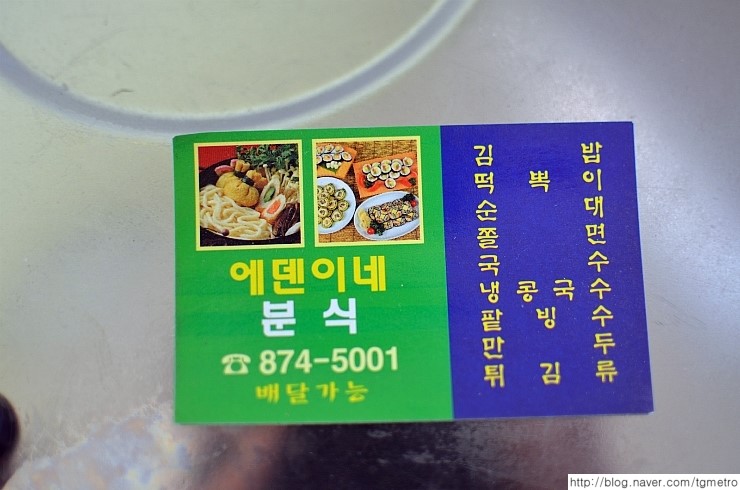 에덴이네
분식
☎ 874-5001
배달가능
김밥
떡뽁이
순대
쫄면
국수
냉콩국수
팥빙수
만두
튀김류
http://blog.naver.com/tgmetro